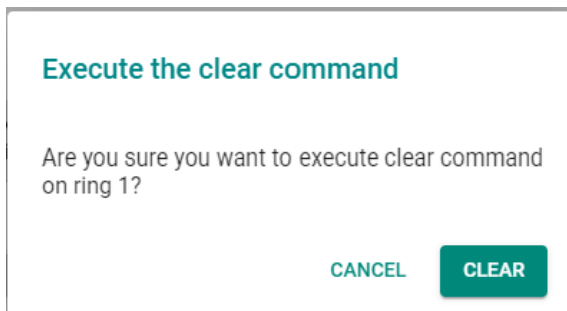 Execute the clear command
Are you sure you want to execute clear command
on ring 1?
CANCEL
CLEAR